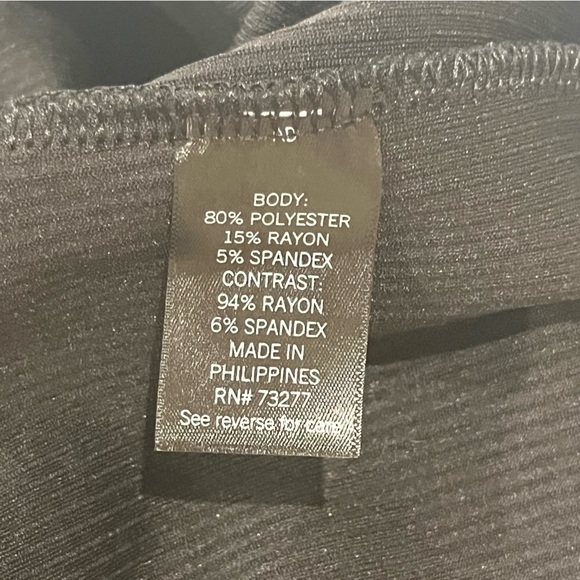 BODY:
80% POLYESTER
15% RAYON
5% SPANDEX
CONTRAST:
94% RAYON
6% SPANDEX
MADE IN
PHILIPPINES
RN# 73277
See reverse for care